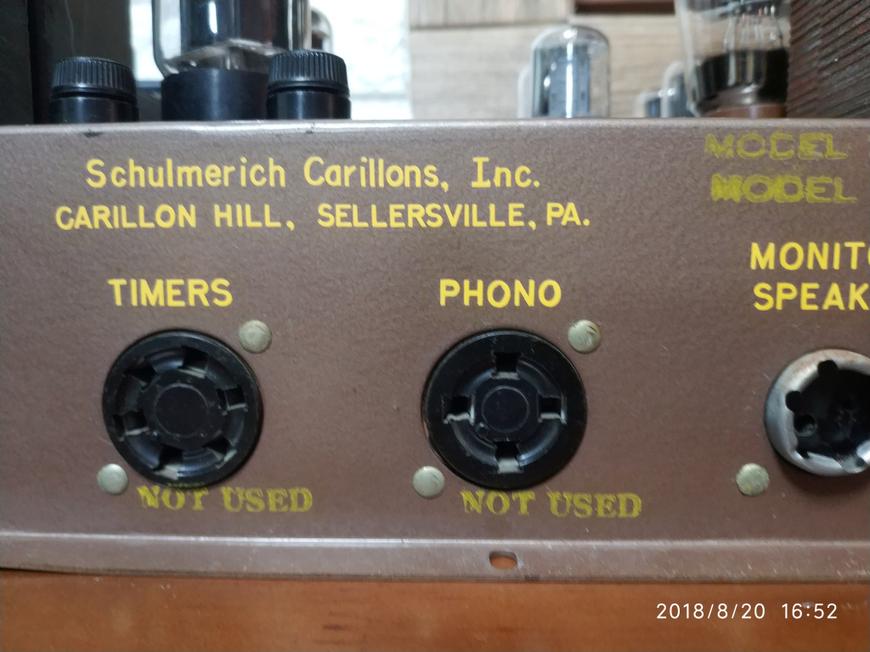 Schulmerich Carillons, Inc.
CARILLON HILL, SELLERSVILLE, PA.
MODEL
MODEL
TIMERS
PHONO
MONITO
SPEAK
NOT USED
NOT USED
2018/8/20 16:52